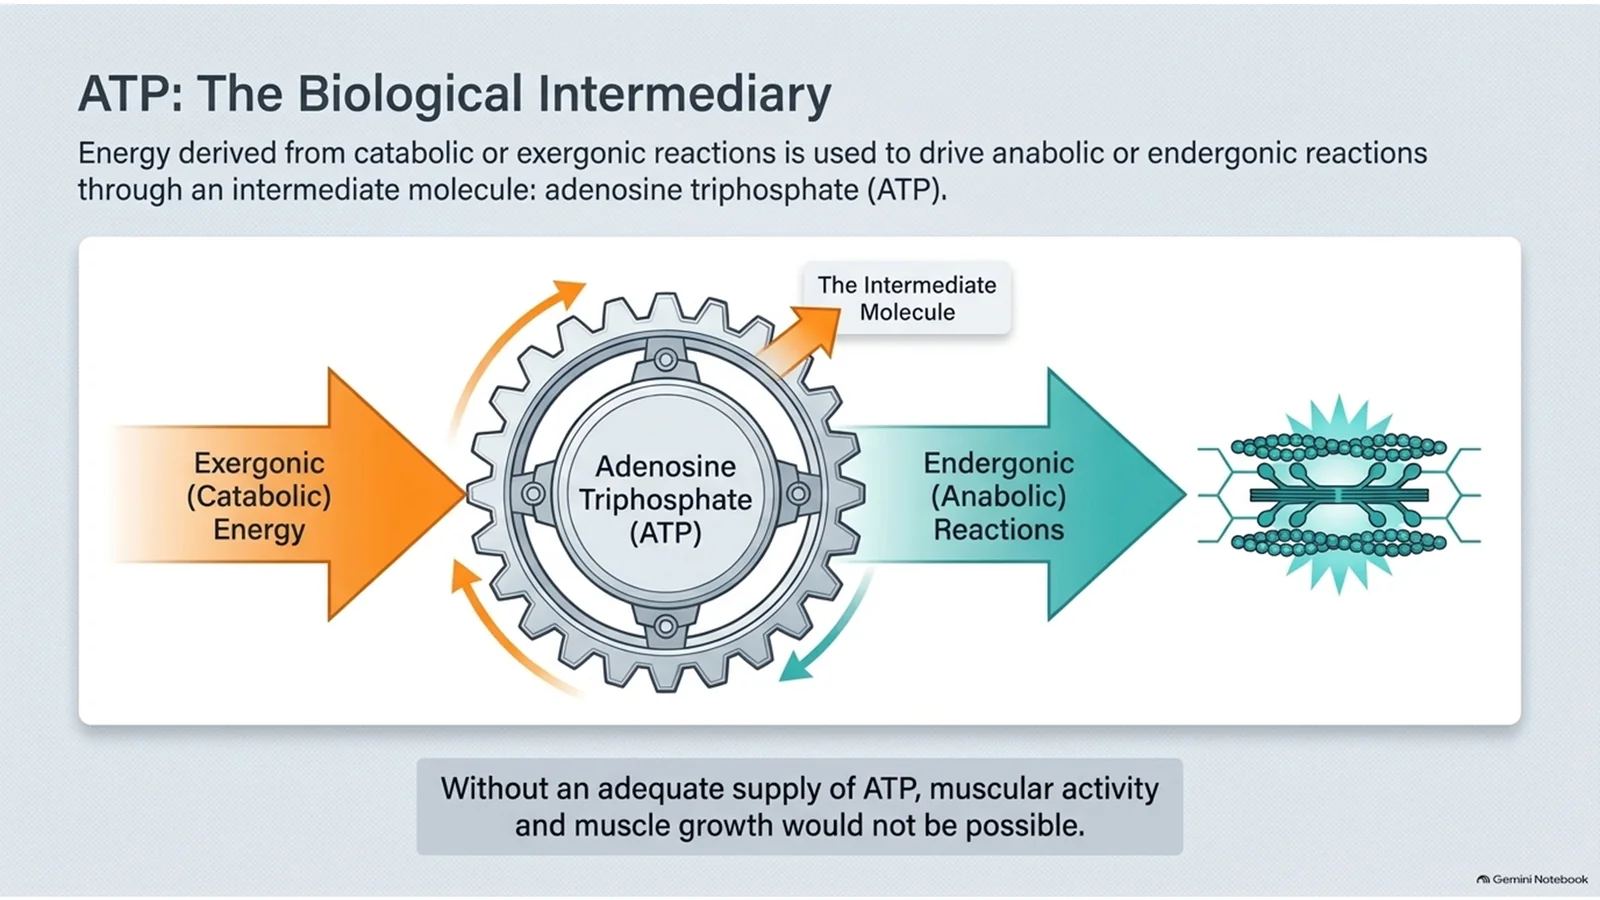 ATP: The Biological Intermediary
Energy derived from catabolic or exergonic reactions is used to drive anabolic or endergonic reactions
through an intermediate molecule: adenosine triphosphate (ATP).
The Intermediate
Molecule
Exergonic
(Catabolic)
Energy
Adenosine
Triphosphate
(ATP)
Endergonic
(Anabolic)
Reactions
Without an adequate supply of ATP, muscular activity
and muscle growth would not be possible.
Gemini Notebook